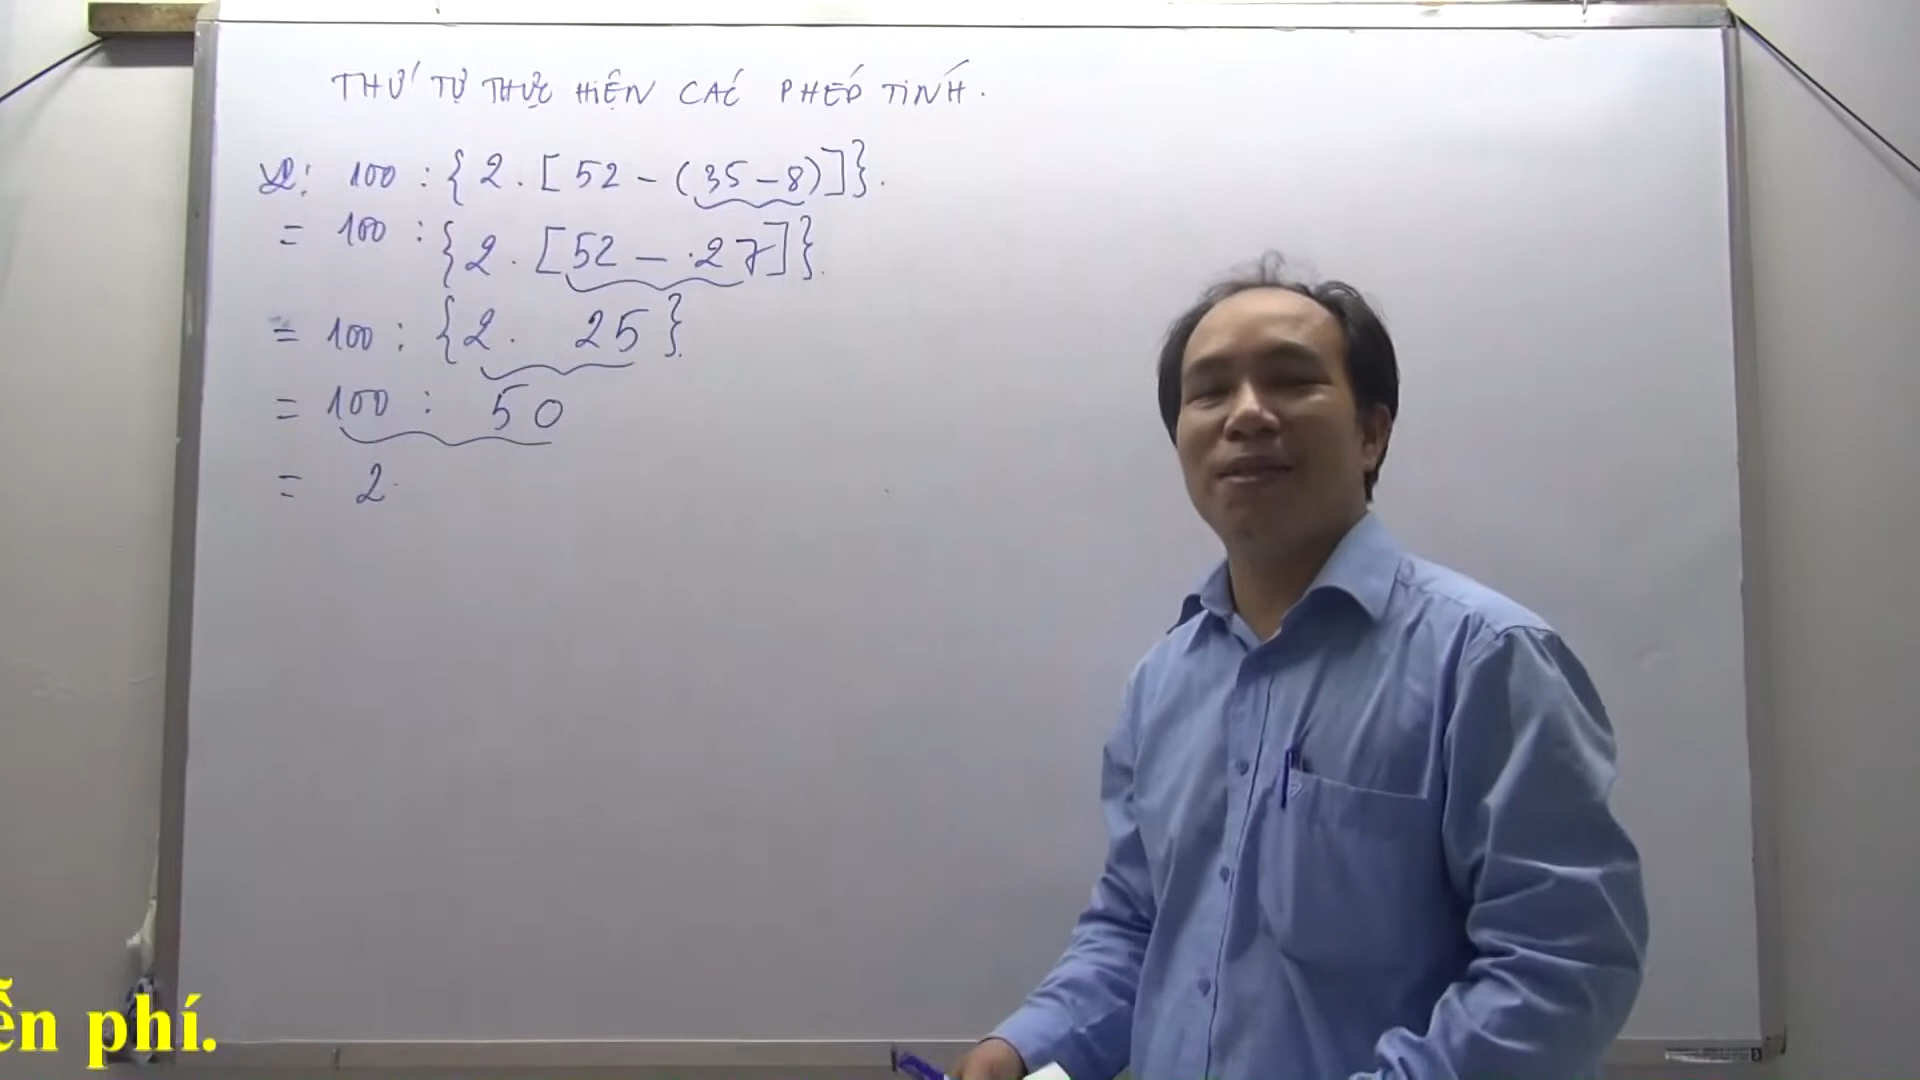 THỨ TỰ THỰC HIỆN CÁC PHÉP TÍNH.
VD: 100 : { 2 . [ 52 - ( 35 - 8 ) ] } .
= 100 : { 2 . [ 52 - 27 ] } .
= 100 : { 2 . 25 } .
= 100 : 50
= 2 .
ễn phí.